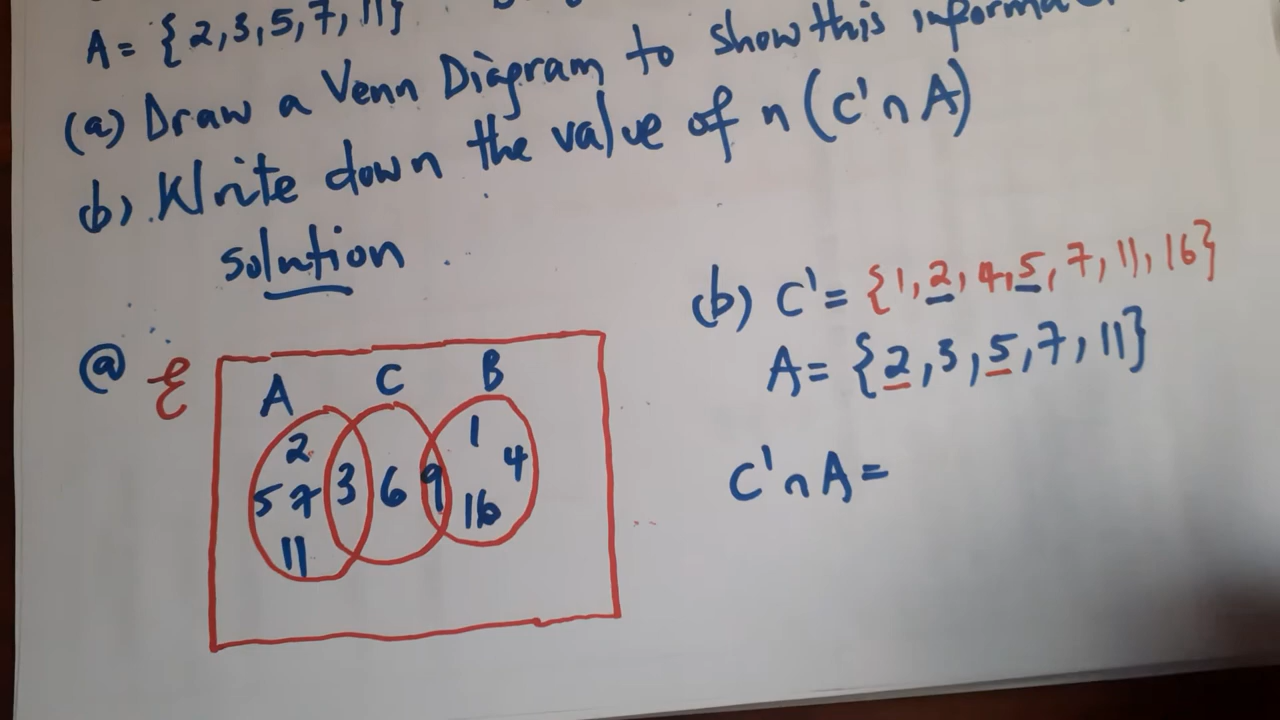 A = {2,3,5,7,11}
(a) Draw a Venn Diagram to show this
(b) Write down the value of n (C'∩A)
solution
(a) ℰ
A C B
2 1
5 7 3 6 9 4
11 16
(b) C' = {1,2,4,5,7,11,16}
A = {2,3,5,7,11}
C'∩A =